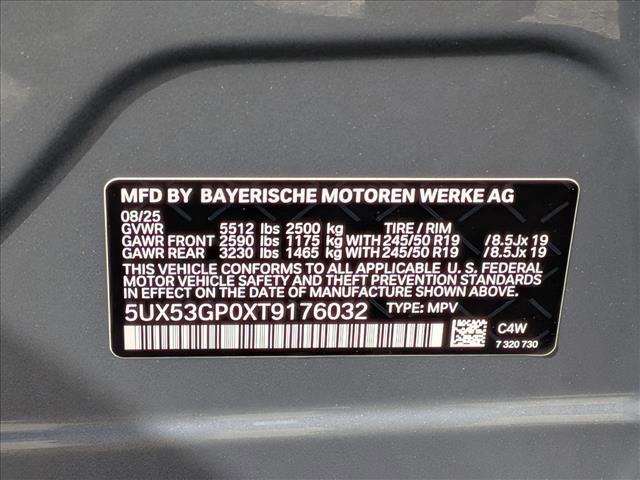 MFD BY BAYERISCHE MOTOREN WERKE AG
08/25
GVWR 5512 lbs 2500 kg TIRE / RIM
GAWR FRONT 2590 lbs 1175 kg WITH 245/50 R19 /8.5Jx 19
GAWR REAR 3230 lbs 1465 kg WITH 245/50 R19 /8.5Jx 19
THIS VEHICLE CONFORMS TO ALL APPLICABLE U. S. FEDERAL
MOTOR VEHICLE SAFETY AND THEFT PREVENTION STANDARDS
IN EFFECT ON THE DATE OF MANUFACTURE SHOWN ABOVE.
5UX53GP0XT9176032 TYPE: MPV
C4W
7 320 730